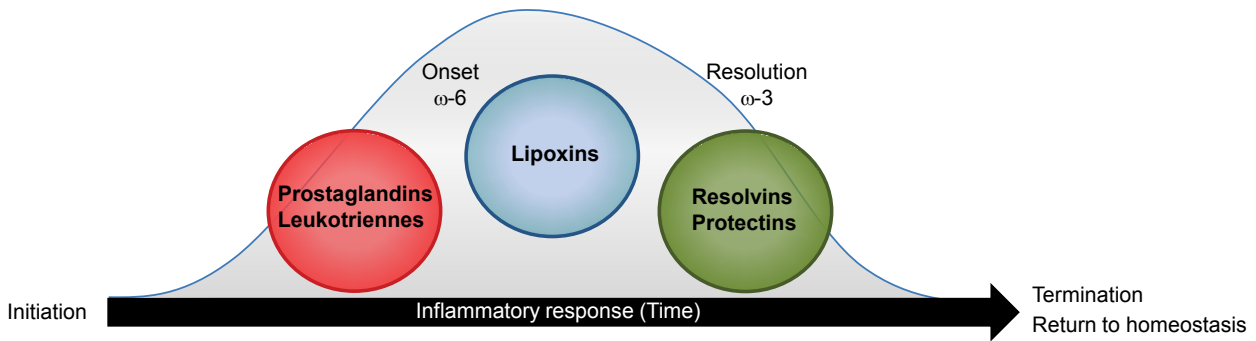 Onset
ω-6
Resolution
ω-3
Lipoxins
Prostaglandins
Leukotriennes
Resolvins
Protectins
Initiation
Inflammatory response (Time)
Termination
Return to homeostasis